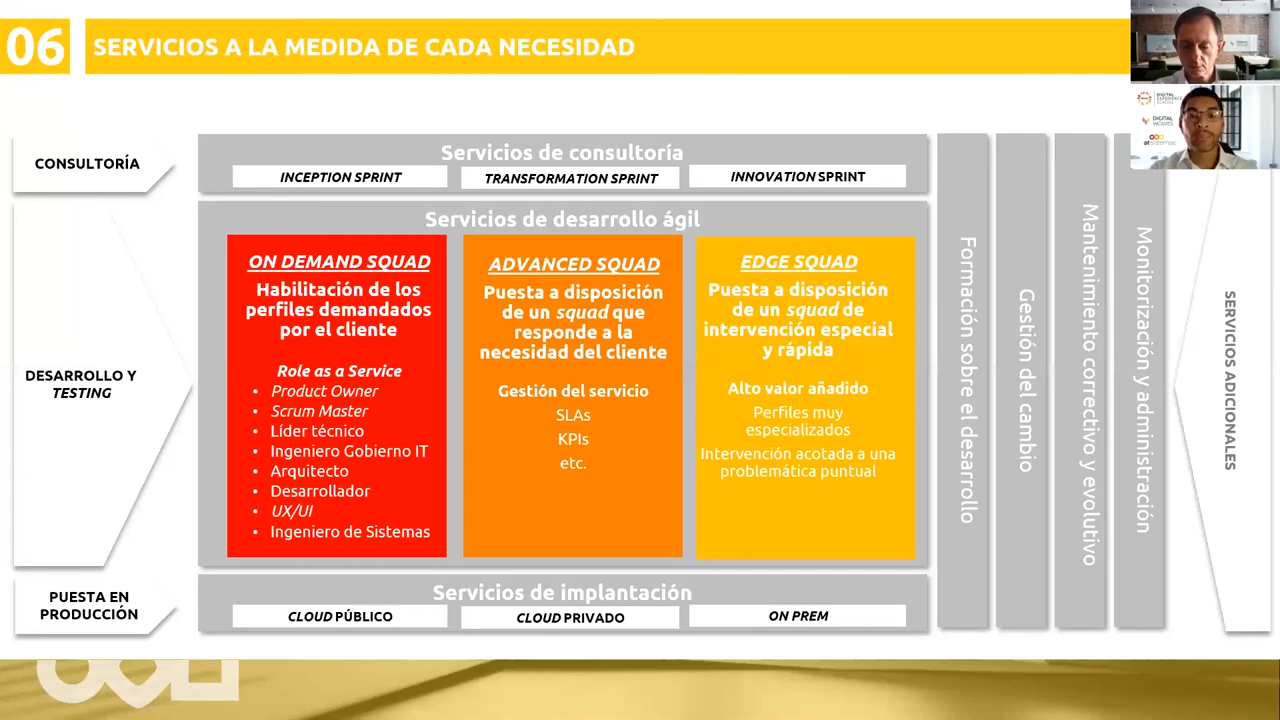 06
SERVICIOS A LA MEDIDA DE CADA NECESIDAD
CONSULTORÍA
Servicios de consultoría
INCEPTION SPRINT
TRANSFORMATION SPRINT
INNOVATION SPRINT
DESARROLLO Y
TESTING
Servicios de desarrollo ágil
ON DEMAND SQUAD
Habilitación de los
perfiles demandados
por el cliente
Role as a Service
• Product Owner
• Scrum Master
• Líder técnico
• Ingeniero Gobierno IT
• Arquitecto
• Desarrollador
• UX/UI
• Ingeniero de Sistemas
ADVANCED SQUAD
Puesta a disposición
de un squad que
responde a la
necesidad del cliente
Gestión del servicio
SLAs
KPIs
etc.
EDGE SQUAD
Puesta a disposición
de un squad de
intervención especial
y rápida
Alto valor añadido
Perfiles muy
especializados
Intervención acotada a una
problemática puntual
PUESTA EN
PRODUCCIÓN
Servicios de implantación
CLOUD PÚBLICO
CLOUD PRIVADO
ON PREM
Formación sobre el desarrollo
Gestión del cambio
Mantenimiento correctivo y evolutivo
Monitorización y administración
SERVICIOS ADICIONALES
DIGITAL
EXPERIENCE
SCHOOL
DIGITAL
WOLVES
at